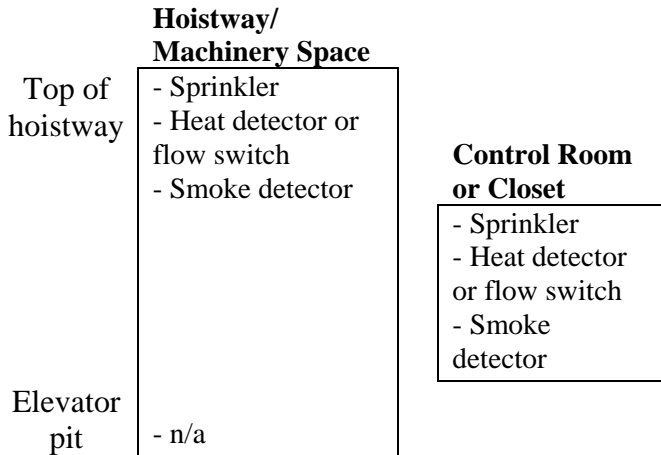 Hoistway/
Machinery Space
Top of
hoistway
- Sprinkler
- Heat detector or
flow switch
- Smoke detector
Control Room
or Closet
- Sprinkler
- Heat detector
or flow switch
- Smoke
detector
Elevator
pit
- n/a